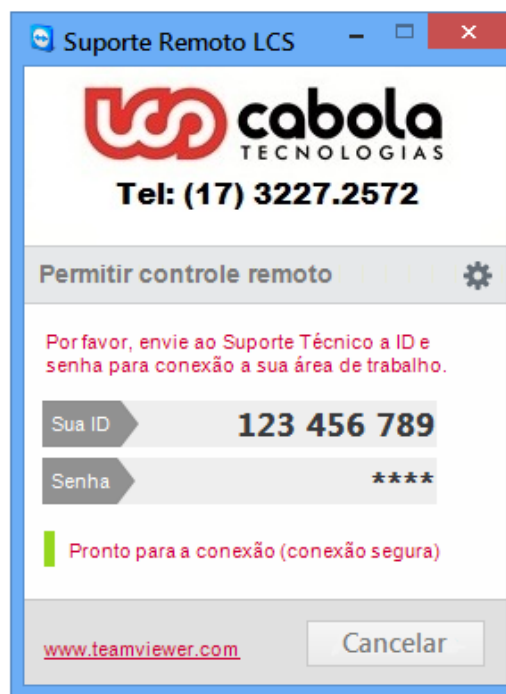 Suporte Remoto LCS
cabola
TECNOLOGIAS
Tel: (17) 3227.2572
Permitir controle remoto
Por favor, envie ao Suporte Técnico a ID e
senha para conexão a sua área de trabalho.
Sua ID 123 456 789
Senha ****
Pronto para a conexão (conexão segura)
www.teamviewer.com Cancelar